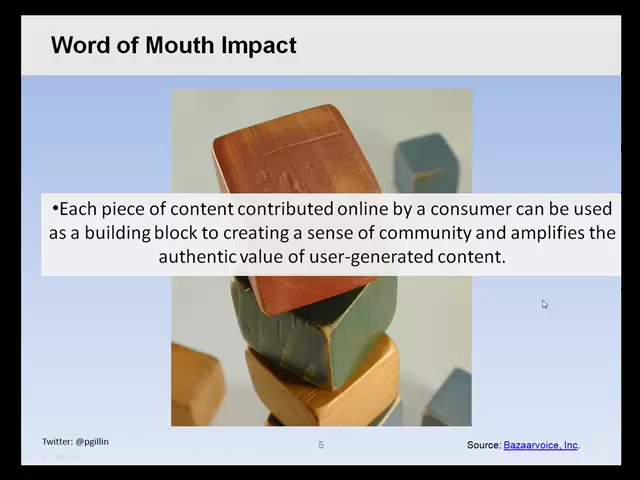 Word of Mouth Impact
•Each piece of content contributed online by a consumer can be used
as a building block to creating a sense of community and amplifies the
authentic value of user-generated content.
Twitter: @pgillin
5
Source: Bazaarvoice, Inc.